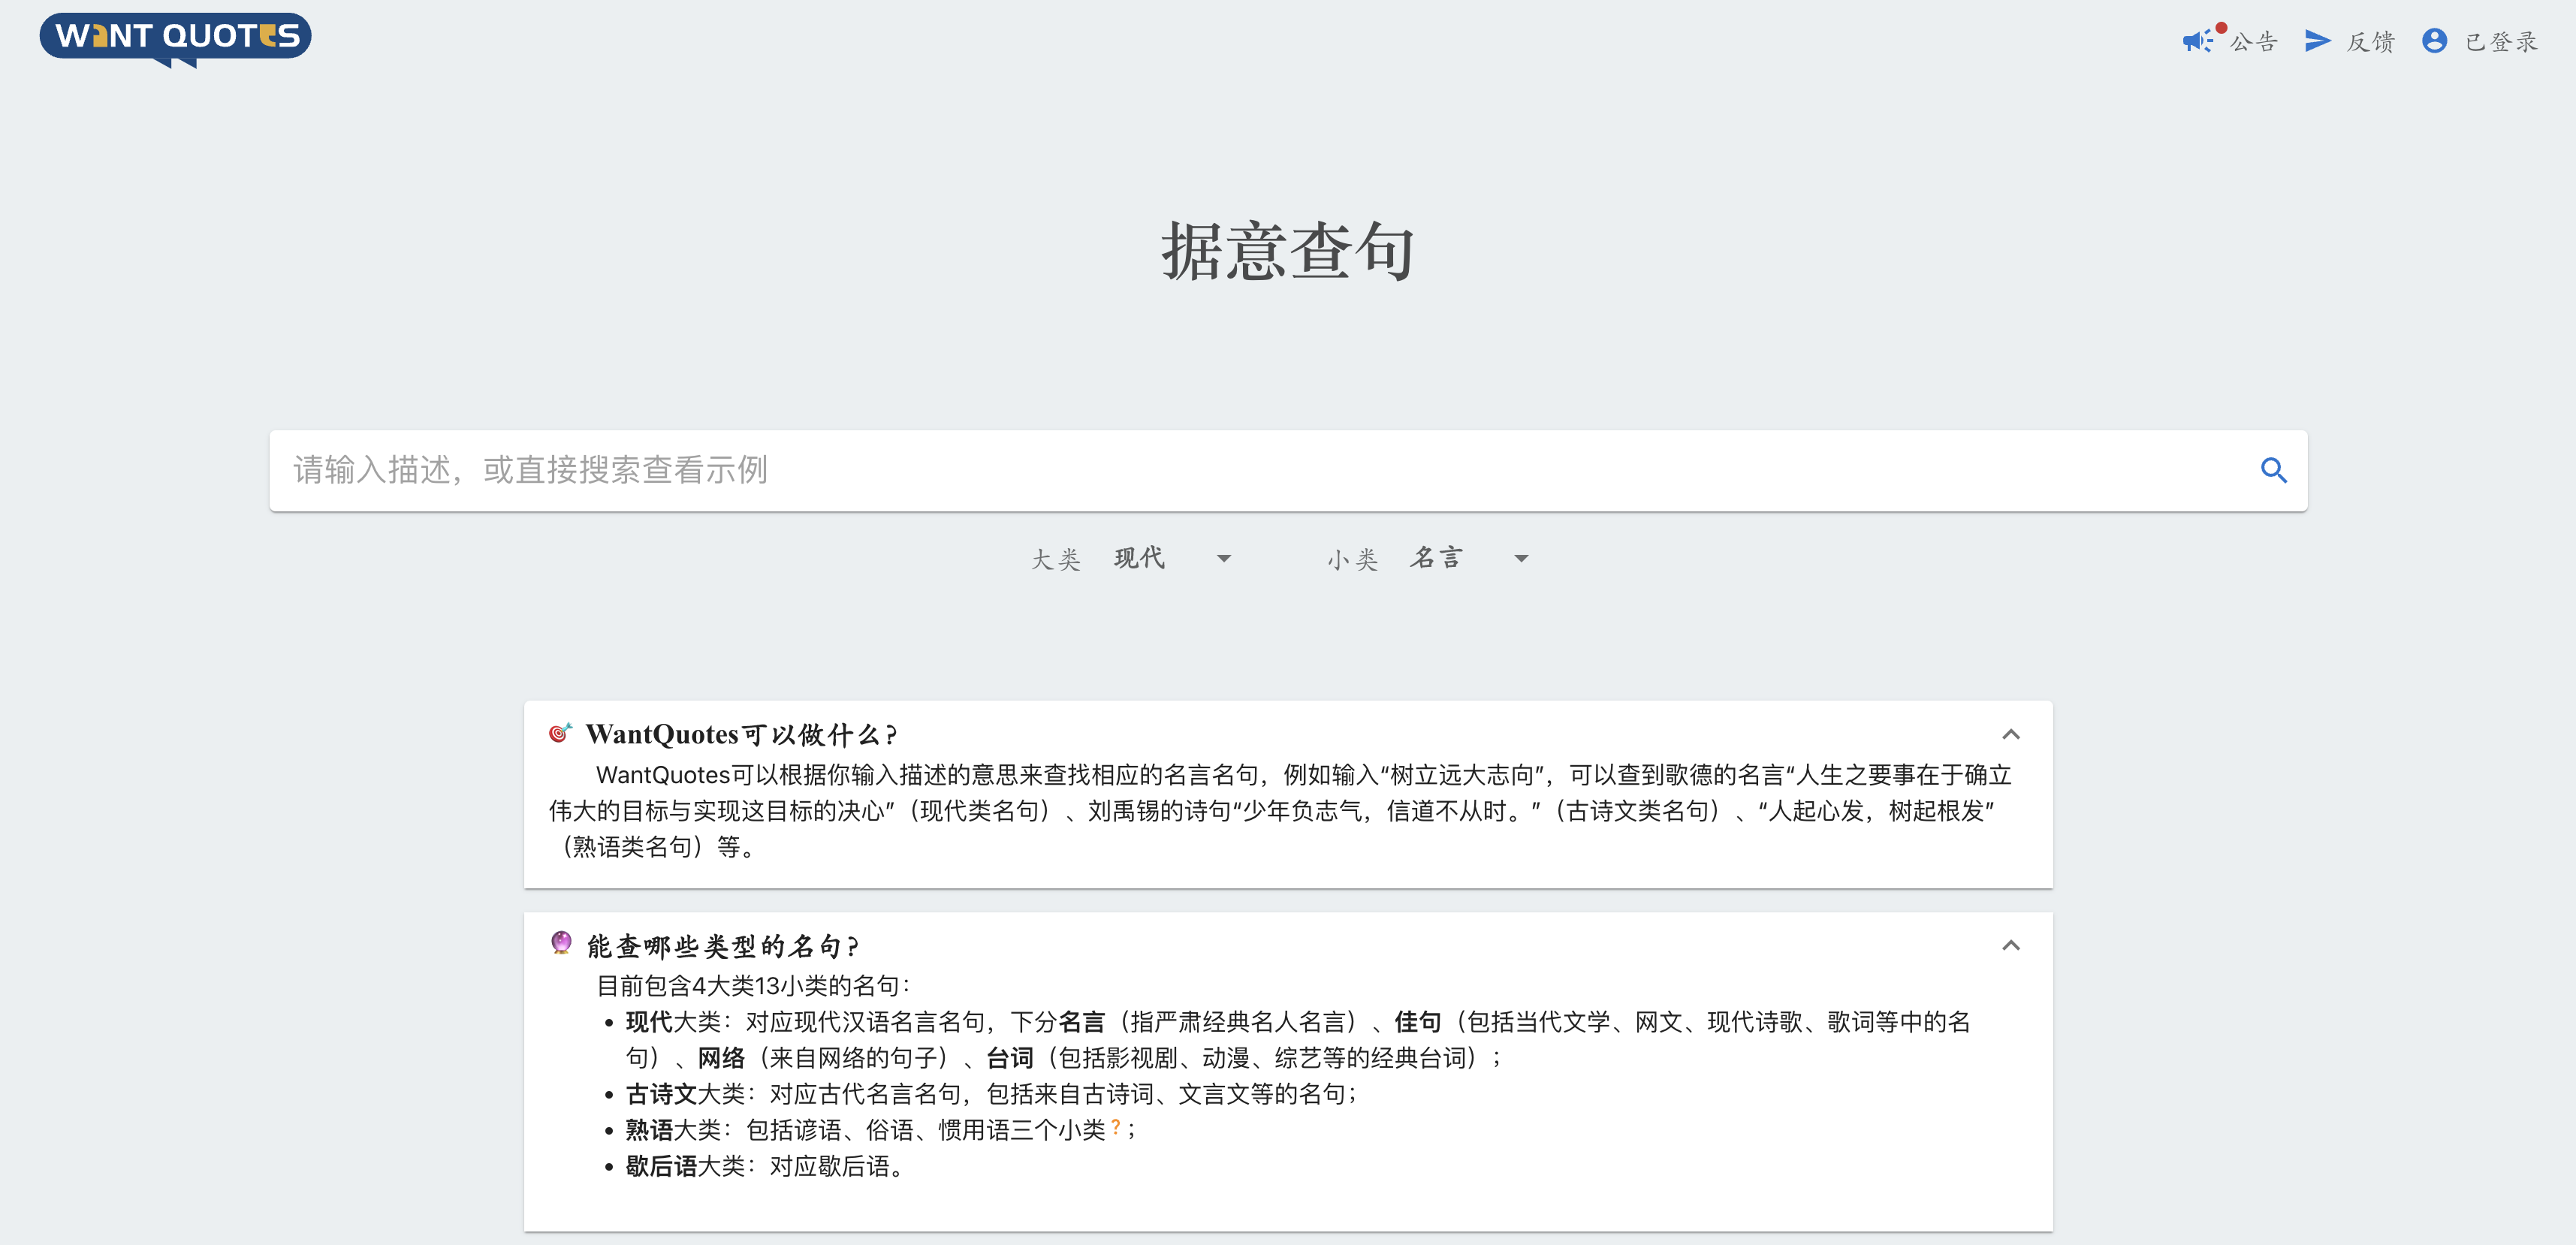 WANT QUOTES
公告 反馈 已登录
据意查句
请输入描述，或直接搜索查看示例
大类 现代 小类 名言
WantQuotes可以做什么?
WantQuotes可以根据你输入描述的意思来查找相应的名言名句，例如输入“树立远大志向”，可以查到歌德的名言“人生之要事在于确立
伟大的目标与实现这目标的决心”（现代类名句）、刘禹锡的诗句“少年负志气，信道不从时。”（古诗文类名句）、“人起心发，树起根发”
（熟语类名句）等。
能查哪些类型的名句?
目前包含4大类13小类的名句：
• 现代大类：对应现代汉语名言名句，下分名言（指严肃经典名人名言）、佳句（包括当代文学、网文、现代诗歌、歌词等中的名
句）、网络（来自网络的句子）、台词（包括影视剧、动漫、综艺等的经典台词）；
• 古诗文大类：对应古代名言名句，包括来自古诗词、文言文等的名句；
• 熟语大类：包括谚语、俗语、惯用语三个小类?；
• 歇后语大类：对应歇后语。